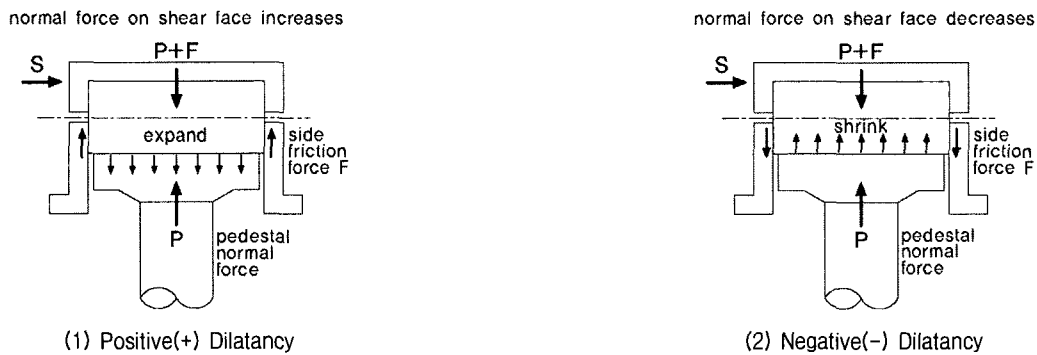 normal force on shear face increases
P+F
S
expand
side
friction
force F
P
pedestal
normal
force
(1) Positive(+) Dilatancy
normal force on shear face decreases
P+F
S
shrink
side
friction
force F
P
pedestal
normal
force
(2) Negative(-) Dilatancy